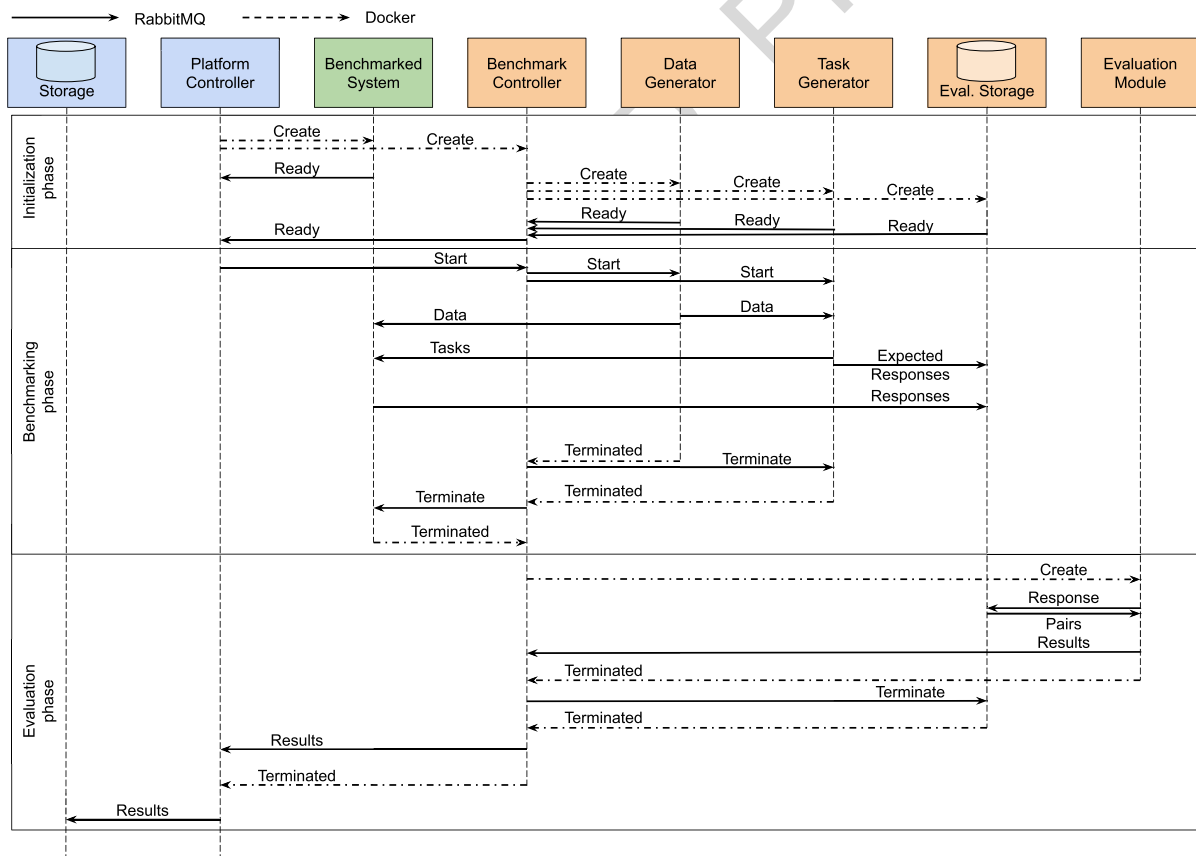 RabbitMQ
Docker
Storage
Platform
Controller
Benchmarked
System
Benchmark
Controller
Data
Generator
Task
Generator
Eval. Storage
Evaluation
Module
Initialization
phase
Create
Create
Ready
Create
Create
Create
Ready
Ready
Ready
Ready
Benchmarking
phase
Start
Start
Start
Data
Data
Tasks
Expected
Responses
Responses
Terminated
Terminate
Terminated
Terminate
Terminated
Evaluation
phase
Create
Response
Pairs
Results
Terminated
Terminate
Terminated
Results
Terminated
Results